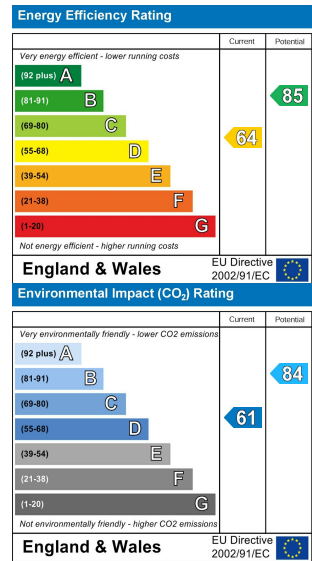 Energy Efficiency Rating
Current Potential
Very energy efficient - lower running costs
(92 plus) A
(81-91) B
(69-80) C
(55-68) D
(39-54) E
(21-38) F
(1-20) G
64
85
Not energy efficient - higher running costs
England & Wales
EU Directive
2002/91/EC
Environmental Impact (CO2) Rating
Current Potential
Very environmentally friendly - lower CO2 emissions
(92 plus) A
(81-91) B
(69-80) C
(55-68) D
(39-54) E
(21-38) F
(1-20) G
61
84
Not environmentally friendly - higher CO2 emissions
England & Wales
EU Directive
2002/91/EC